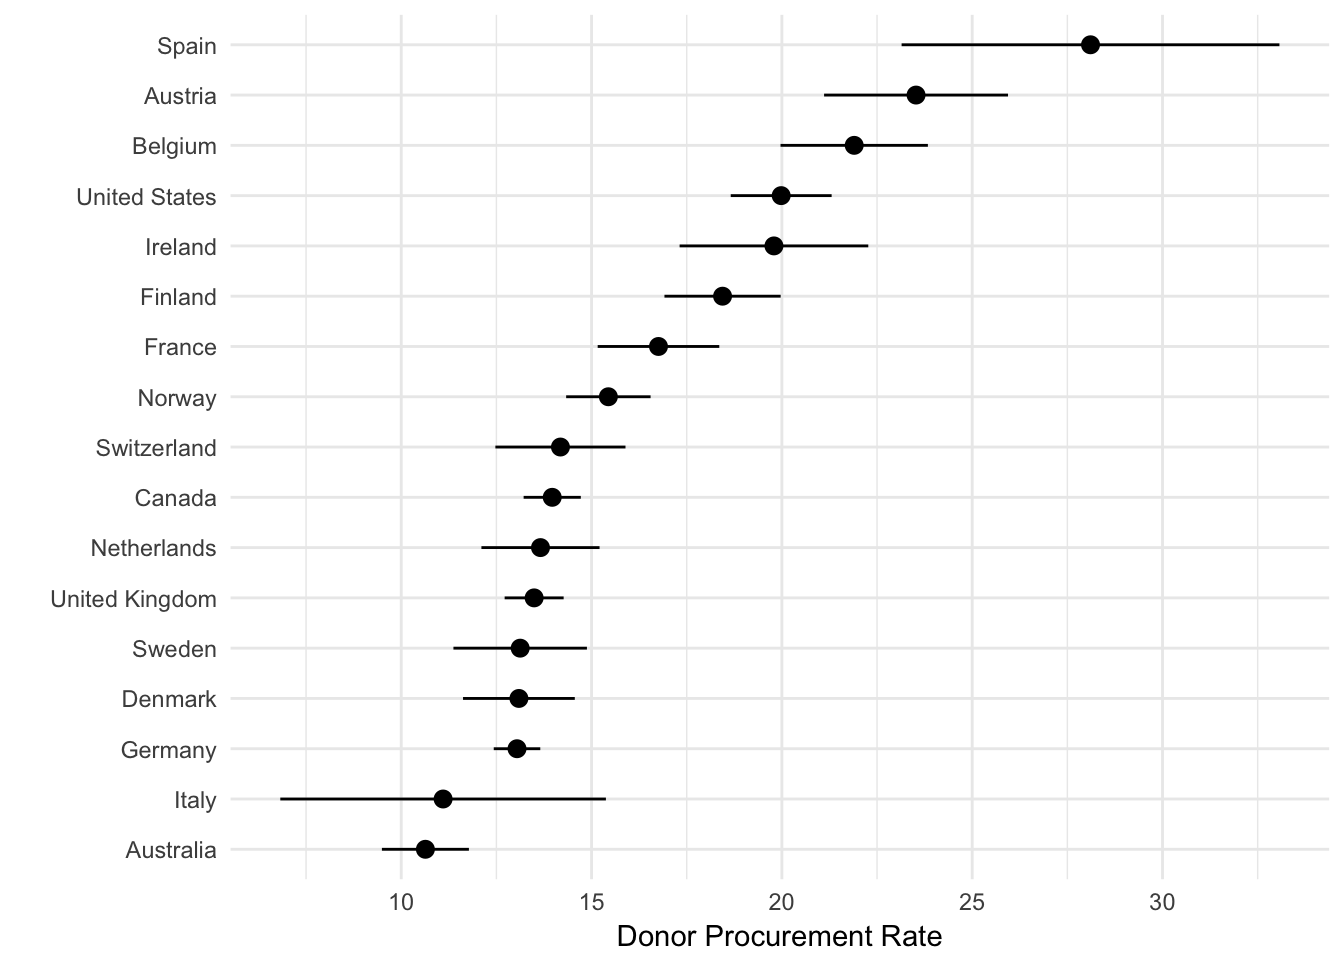 Spain
Austria
Belgium
United States
Ireland
Finland
France
Norway
Switzerland
Canada
Netherlands
United Kingdom
Sweden
Denmark
Germany
Italy
Australia
10 15 20 25 30
Donor Procurement Rate